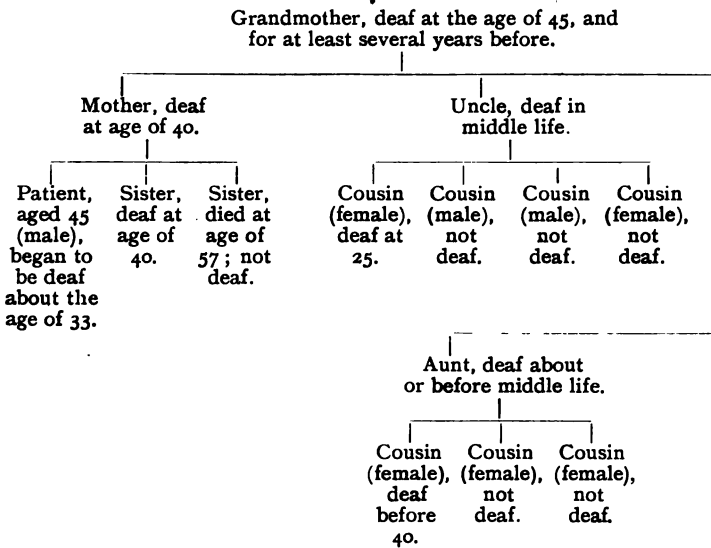 Grandmother, deaf at the age of 45, and
for at least several years before.
Mother, deaf
at age of 40.
Uncle, deaf in
middle life.
Patient,
aged 45
(male),
began to
be deaf
about the
age of 33.
Sister,
deaf at
age of
40.
Sister,
died at
age of
57; not
deaf.
Cousin
(female),
deaf at
25.
Cousin
(male),
not
deaf.
Cousin
(male),
not
deaf.
Cousin
(female),
not
deaf.
Aunt, deaf about
or before middle life.
Cousin
(female),
deaf
before
40.
Cousin
(female),
not
deaf.
Cousin
(female),
not
deaf.